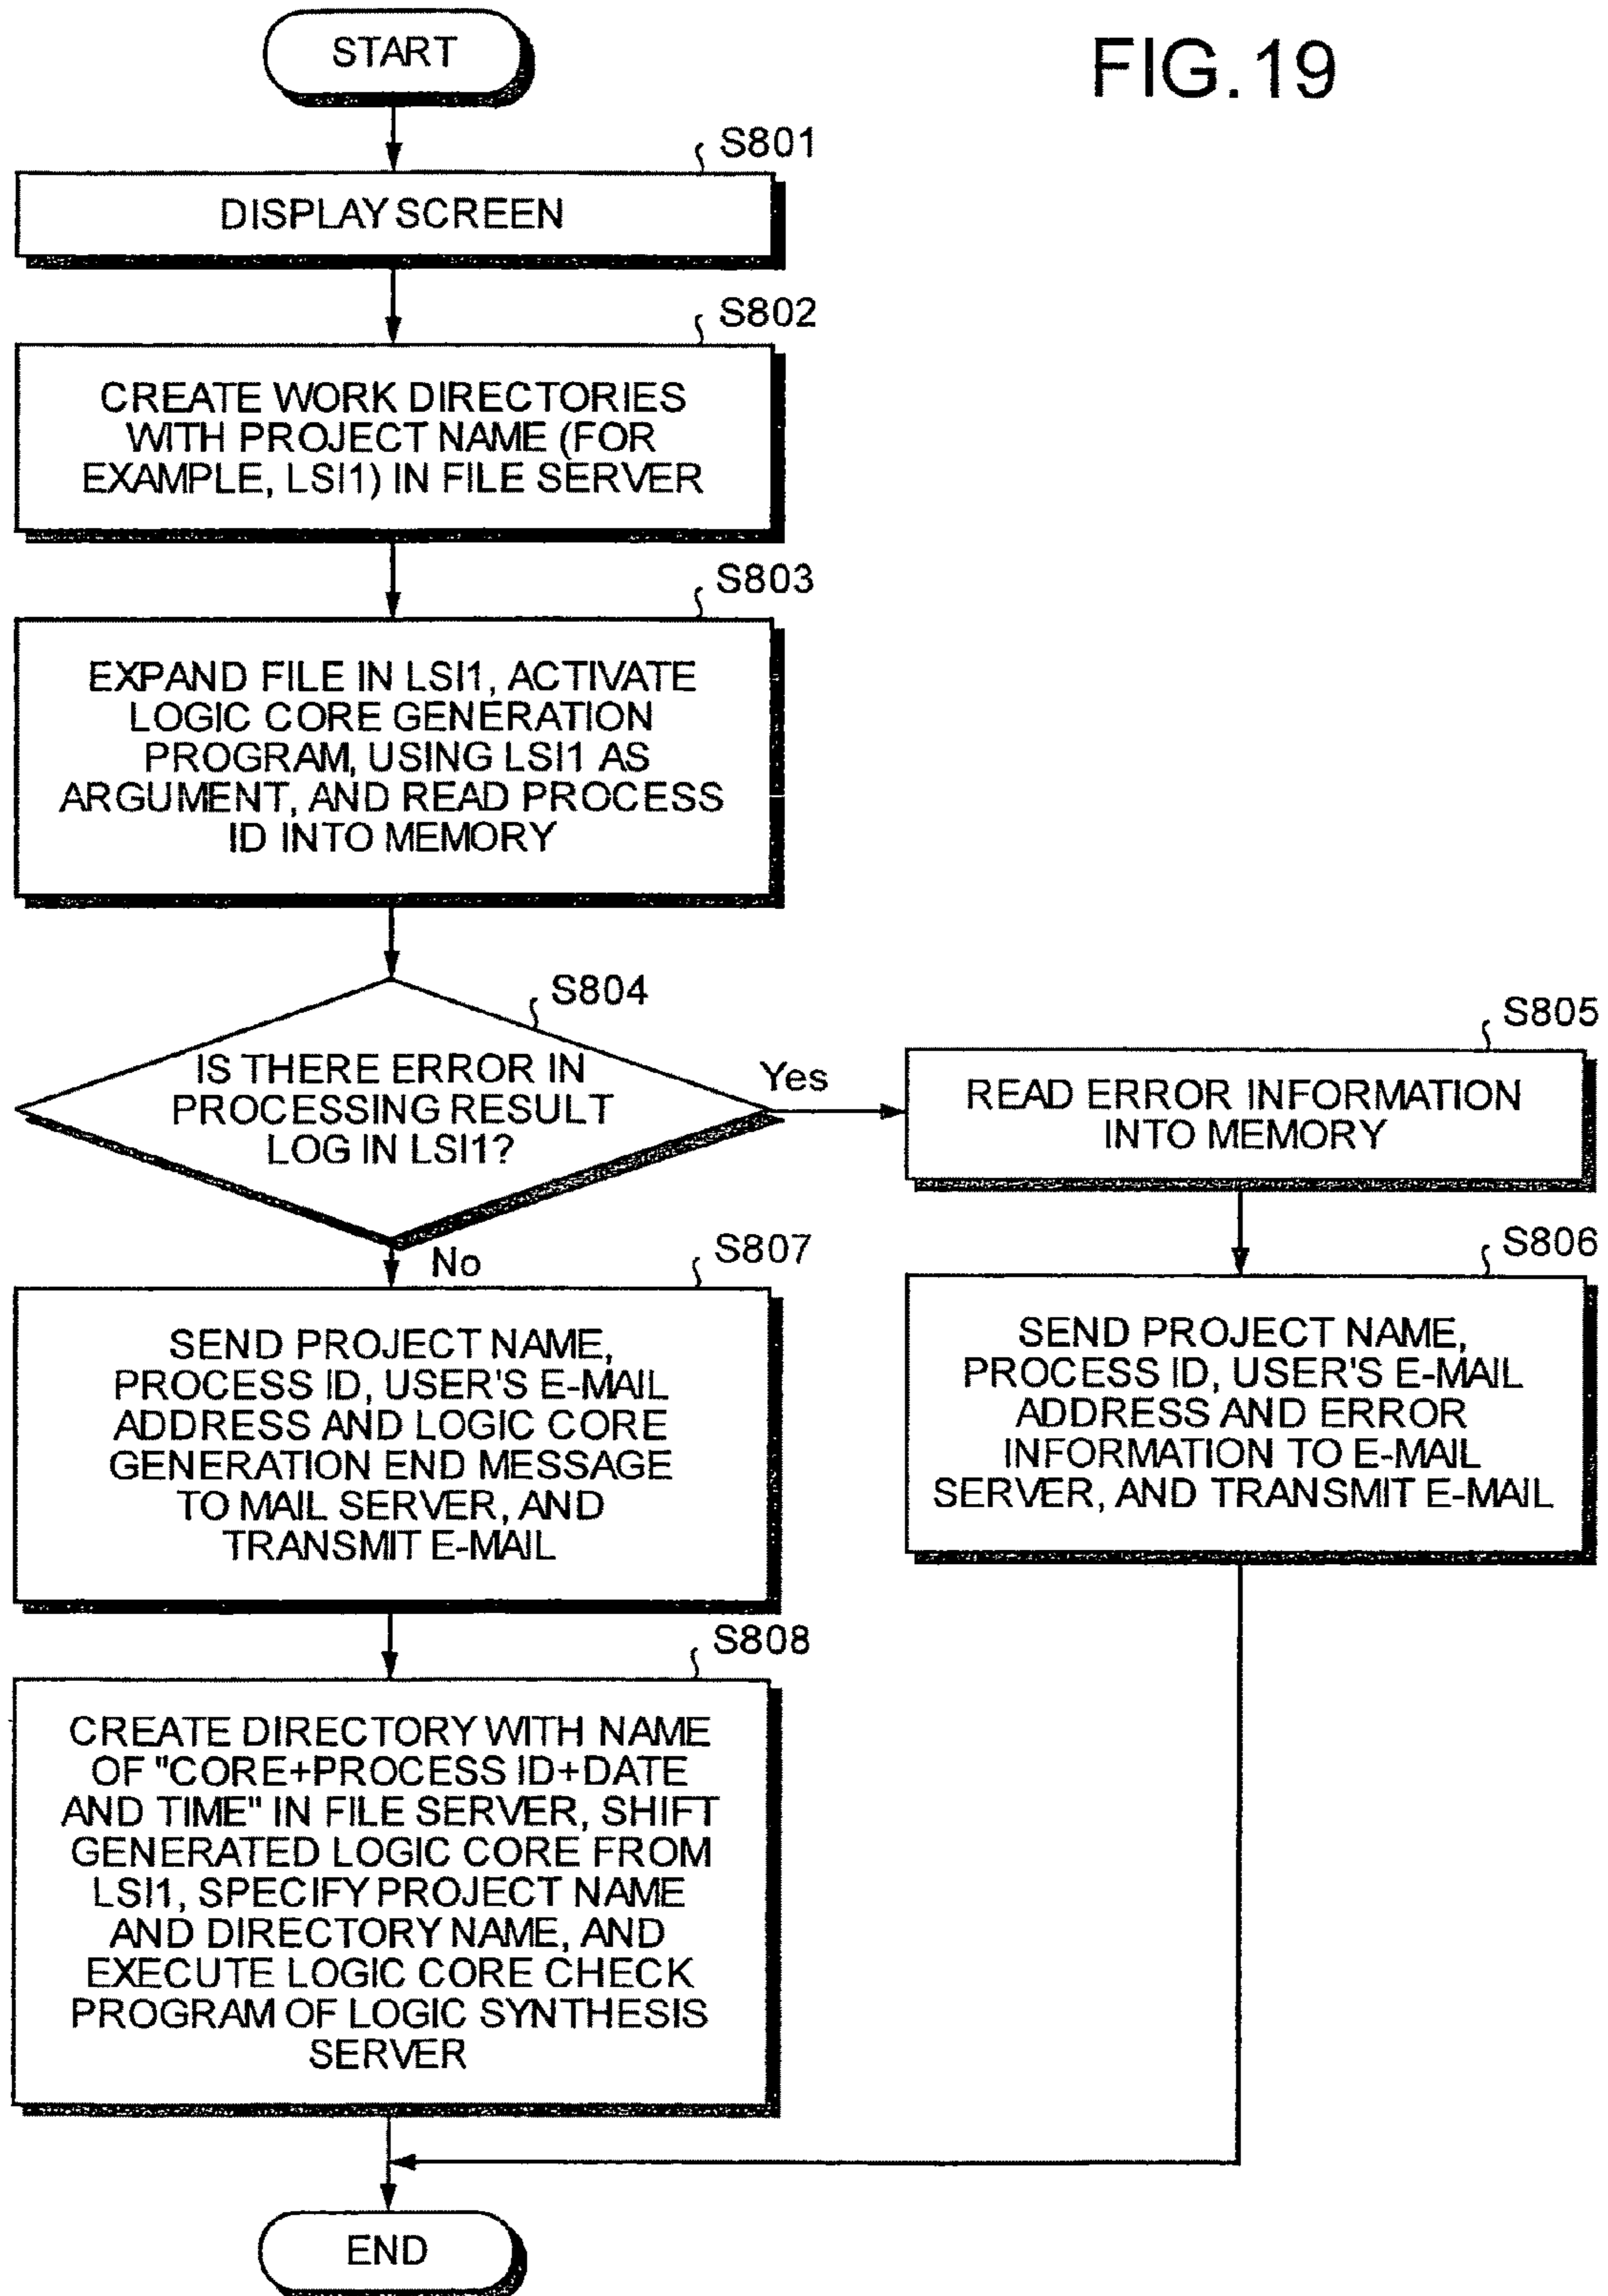 FIG.19
START
S801
DISPLAY SCREEN
S802
CREATE WORK DIRECTORIES
WITH PROJECT NAME (FOR
EXAMPLE, LSI1) IN FILE SERVER
S803
EXPAND FILE IN LSI1, ACTIVATE
LOGIC CORE GENERATION
PROGRAM, USING LSI1 AS
ARGUMENT, AND READ PROCESS
ID INTO MEMORY
S804
IS THERE ERROR IN
PROCESSING RESULT
LOG IN LSI1?
Yes
S805
READ ERROR INFORMATION
INTO MEMORY
S806
SEND PROJECT NAME,
PROCESS ID, USER'S E-MAIL
ADDRESS AND ERROR
INFORMATION TO E-MAIL
SERVER, AND TRANSMIT E-MAIL
No
S807
SEND PROJECT NAME,
PROCESS ID, USER'S E-MAIL
ADDRESS AND LOGIC CORE
GENERATION END MESSAGE
TO MAIL SERVER, AND
TRANSMIT E-MAIL
S808
CREATE DIRECTORY WITH NAME
OF "CORE+PROCESS ID+DATE
AND TIME" IN FILE SERVER, SHIFT
GENERATED LOGIC CORE FROM
LSI1, SPECIFY PROJECT NAME
AND DIRECTORY NAME, AND
EXECUTE LOGIC CORE CHECK
PROGRAM OF LOGIC SYNTHESIS
SERVER
END